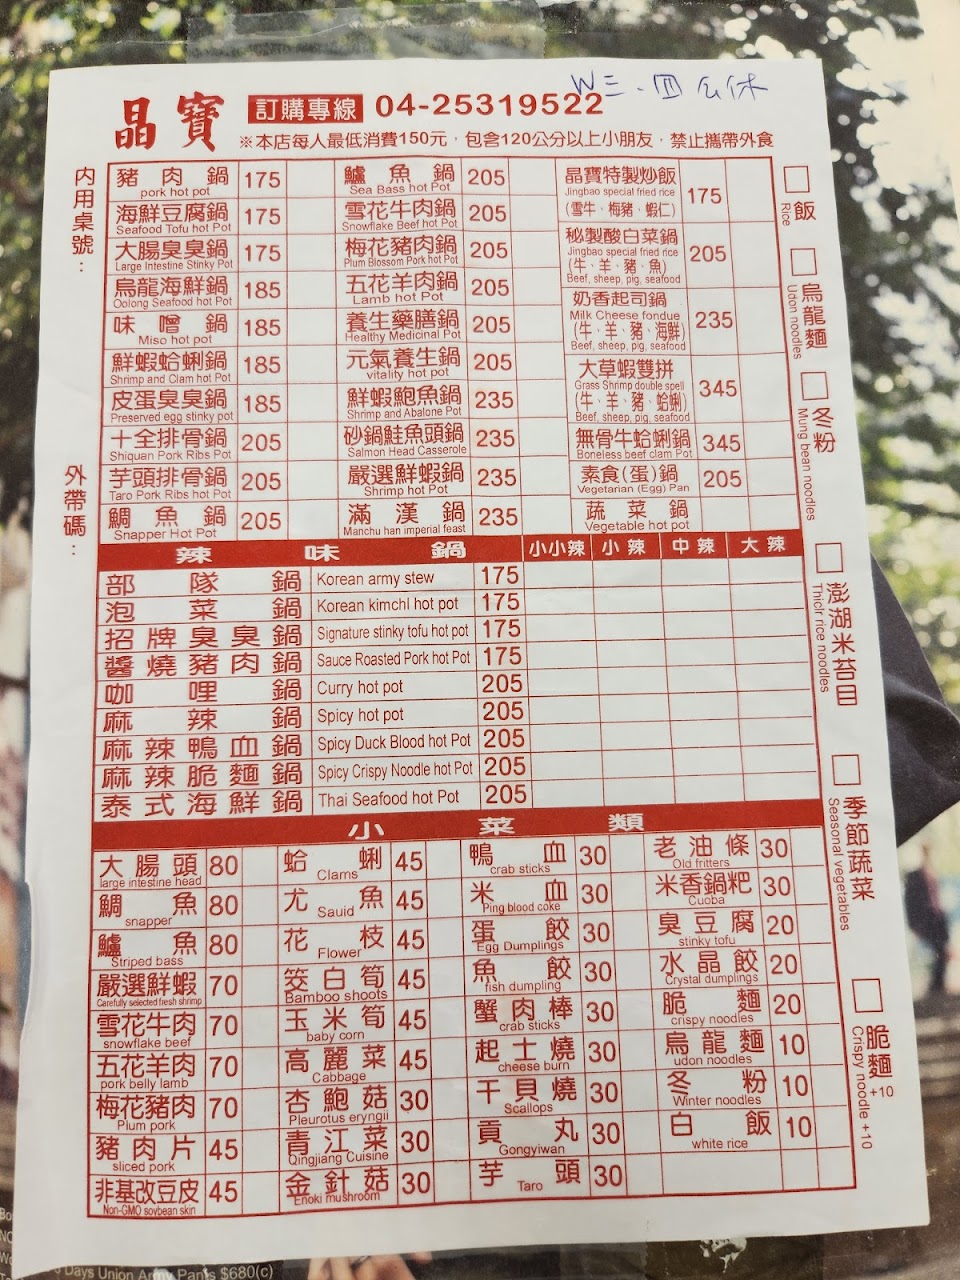 W三、四公休
晶寶 訂購專線 04-25319522
※本店每人最低消費150元，包含120公分以上小朋友，禁止攜帶外食
內用桌號：
外帶碼：
豬肉鍋 175
pork hot pot
海鮮豆腐鍋 175
Seafood Tofu hot Pot
大腸臭臭鍋 175
Large Intestine Stinky Pot
烏龍海鮮鍋 185
Oolong Seafood hot Pot
味噌鍋 185
Miso hot pot
鮮蝦蛤蜊鍋 185
Shrimp and Clam hot Pot
皮蛋臭臭鍋 185
Preserved egg stinky pot
十全排骨鍋 205
Shiquan Pork Ribs Pot
芋頭排骨鍋 205
Taro Pork Ribs hot Pot
鯛魚鍋 205
Snapper Hot Pot
鱸魚鍋 205
Sea Bass hot Pot
雪花牛肉鍋 205
Snowflake Beef hot Pot
梅花豬肉鍋 205
Plum Blossom Pork hot Pot
五花羊肉鍋 205
Lamb hot Pot
養生藥膳鍋 205
Healthy Medicinal Pot
元氣養生鍋 205
vitality hot Pot
鮮蝦鮑魚鍋 235
Shrimp and Abalone Pot
砂鍋鮭魚頭鍋 235
Salmon Head Casserole
嚴選鮮蝦鍋 235
Shrimp hot Pot
滿漢鍋 235
Manchu han imperial feast
晶寶特製炒飯 175
Jingbao special fried rice
(雪牛、梅豬、蝦仁)
秘製酸白菜鍋 205
Jingbao special fried rice
(牛、羊、豬、魚)
Beef, sheep, pig, seafood
奶香起司鍋 235
Milk Cheese fondue
(牛、羊、豬、海鮮)
Beef, sheep, pig, seafood
大草蝦雙拼 345
Grass Shrimp double spell
(牛、羊、豬、蛤蜊)
Beef, sheep, pig, seafood
無骨牛蛤蜊鍋 345
Boneless beef clam Pot
素食(蛋)鍋 205
Vegetarian (Egg) Pan
蔬菜鍋
Vegetable hot pot
辣味鍋 小小辣 小辣 中辣 大辣
部隊鍋 Korean army stew 175
泡菜鍋 Korean kimchl hot pot 175
招牌臭臭鍋 Signature stinky tofu hot pot 175
醬燒豬肉鍋 Sauce Roasted Pork hot Pot 175
咖哩鍋 Curry hot pot 205
麻辣鍋 Spicy hot pot 205
麻辣鴨血鍋 Spicy Duck Blood hot Pot 205
麻辣脆麵鍋 Spicy Crispy Noodle hot Pot 205
泰式海鮮鍋 Thai Seafood hot Pot 205
小菜類
大腸頭 80
large intestine head
鯛魚 80
snapper
鱸魚 80
Striped bass
嚴選鮮蝦 70
Carefully selected fresh shrimp
雪花牛肉 70
snowflake beef
五花羊肉 70
pork belly lamb
梅花豬肉 70
Plum pork
豬肉片 45
sliced pork
非基改豆皮 45
Non-GMO soybean skin
蛤蜊 45
Clams
尤魚 45
Sauid
花枝 45
Flower
筊白筍 45
Bamboo shoots
玉米筍 45
baby corn
高麗菜 45
Cabbage
杏鮑菇 30
Pleurotus eryngii
青江菜 30
Qingjiang Cuisine
金針菇 30
Enoki mushroom
鴨血 30
crab sticks
米血 30
Ping blood coke
蛋餃 30
Egg Dumplings
魚餃 30
fish dumpling
蟹肉棒 30
crab sticks
起士燒 30
cheese burn
干貝燒 30
Scallops
貢丸 30
Gongyiwan
芋頭 30
Taro
老油條 30
Old fritters
米香鍋粑 30
Cuoba
臭豆腐 20
stinky tofu
水晶餃 20
Crystal dumplings
脆麵 20
crispy noodles
烏龍麵 10
udon noodles
冬粉 10
Winter noodles
白飯 10
white rice
飯
Rice
烏龍麵
Udon noodles
冬粉
Mung bean noodles
澎湖米苔目
Thiclr rice noodles
季節蔬菜
Seasonal vegetables
脆麵+10
Crispy noodle +10
Days Union Army Pants $680(c)